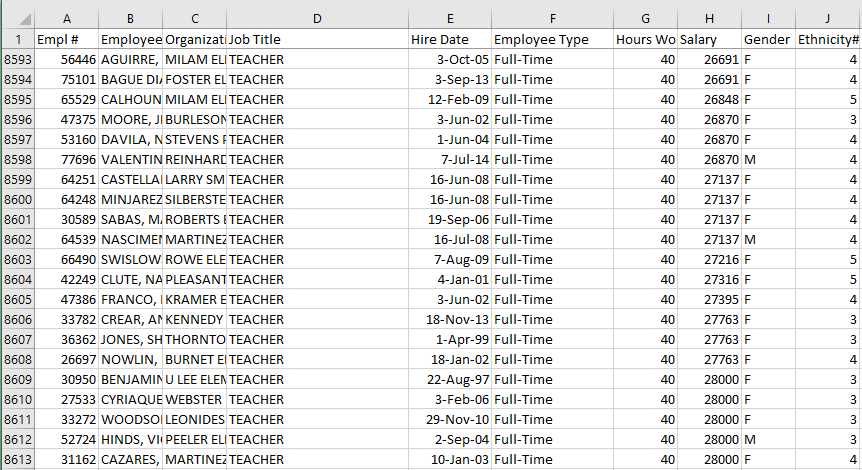 A B C D E F G H I J
1 Empl # Employee Organizati Job Title Hire Date Employee Type Hours Wo Salary Gender Ethnicity#
8593 56446 AGUIRRE, MILAM ELI TEACHER 3-Oct-05 Full-Time 40 26691 F 4
8594 75101 BAGUE DIA FOSTER EL TEACHER 3-Sep-13 Full-Time 40 26691 F 4
8595 65529 CALHOUN MILAM ELI TEACHER 12-Feb-09 Full-Time 40 26848 F 5
8596 47375 MOORE, JI BURLESON TEACHER 3-Jun-02 Full-Time 40 26870 F 3
8597 53160 DAVILA, N STEVENS P TEACHER 1-Jun-04 Full-Time 40 26870 F 4
8598 77696 VALENTIN REINHARD TEACHER 7-Jul-14 Full-Time 40 26870 M 4
8599 64251 CASTELLA LARRY SM TEACHER 16-Jun-08 Full-Time 40 27137 F 4
8600 64248 MINJAREZ SILBERSTE TEACHER 16-Jun-08 Full-Time 40 27137 F 4
8601 30589 SABAS, MA ROBERTS E TEACHER 19-Sep-06 Full-Time 40 27137 F 4
8602 64539 NASCIMEN MARTINEZ TEACHER 16-Jul-08 Full-Time 40 27137 M 4
8603 66490 SWISLOW ROWE ELE TEACHER 7-Aug-09 Full-Time 40 27216 F 5
8604 42249 CLUTE, NA PLEASANT TEACHER 4-Jan-01 Full-Time 40 27316 F 5
8605 47386 FRANCO, KRAMER E TEACHER 3-Jun-02 Full-Time 40 27395 F 4
8606 33782 CREAR, AN KENNEDY TEACHER 18-Nov-13 Full-Time 40 27763 F 3
8607 36362 JONES, SH THORNTO TEACHER 1-Apr-99 Full-Time 40 27763 F 3
8608 26697 NOWLIN, BURNET EI TEACHER 18-Jan-02 Full-Time 40 27763 F 4
8609 30950 BENJAMIN U LEE ELEM TEACHER 22-Aug-97 Full-Time 40 28000 F 3
8610 27533 CYRIAQUE WEBSTER TEACHER 3-Feb-06 Full-Time 40 28000 F 3
8611 33272 WOODSO LEONIDES TEACHER 29-Nov-10 Full-Time 40 28000 F 3
8612 52724 HINDS, VI PEELER ELI TEACHER 2-Sep-04 Full-Time 40 28000 M 3
8613 31162 CAZARES, MARTINEZ TEACHER 10-Jan-03 Full-Time 40 28000 F 4